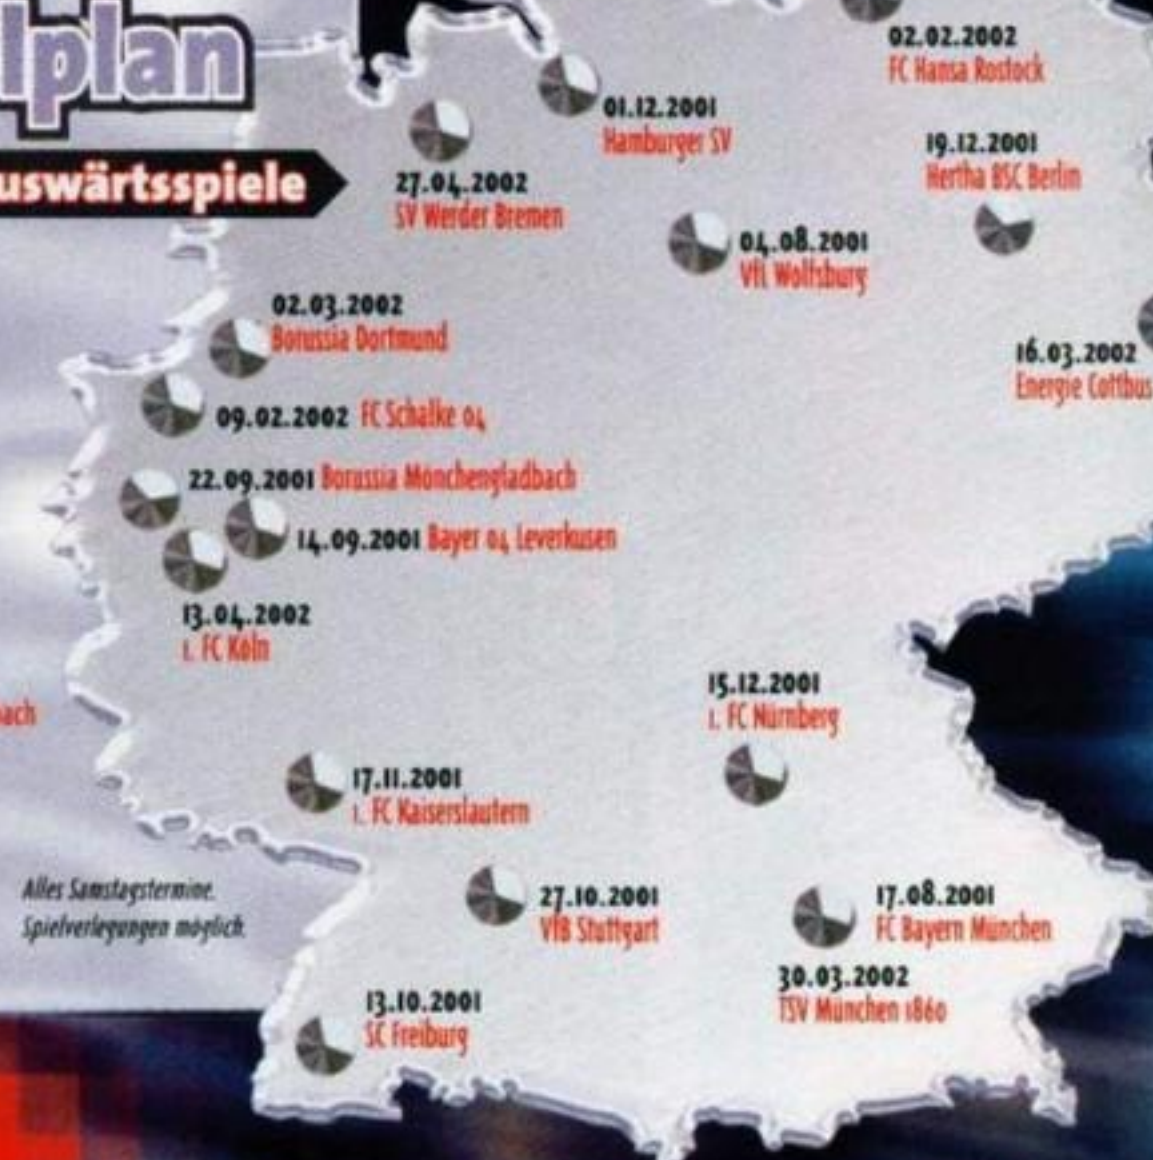 lplan
uswärtsspiele
02.02.2002
FC Hansa Rostock
01.12.2001
Hamburger SV
19.12.2001
Hertha BSC Berlin
27.04.2002
SV Werder Bremen
04.08.2001
VfL Wolfsburg
02.03.2002
Borussia Dortmund
16.03.2002
Energie Cottbus
09.02.2002 FC Schalke 04
22.09.2001 Borussia Mönchengladbach
14.09.2001 Bayer 04 Leverkusen
13.04.2002
1. FC Köln
15.12.2001
1. FC Nürnberg
ach
17.11.2001
1. FC Kaiserslautern
Alles Samstagstermine.
Spielverlegungen möglich.
27.10.2001
VfB Stuttgart
17.08.2001
FC Bayern München
30.03.2002
TSV München 1860
13.10.2001
SC Freiburg